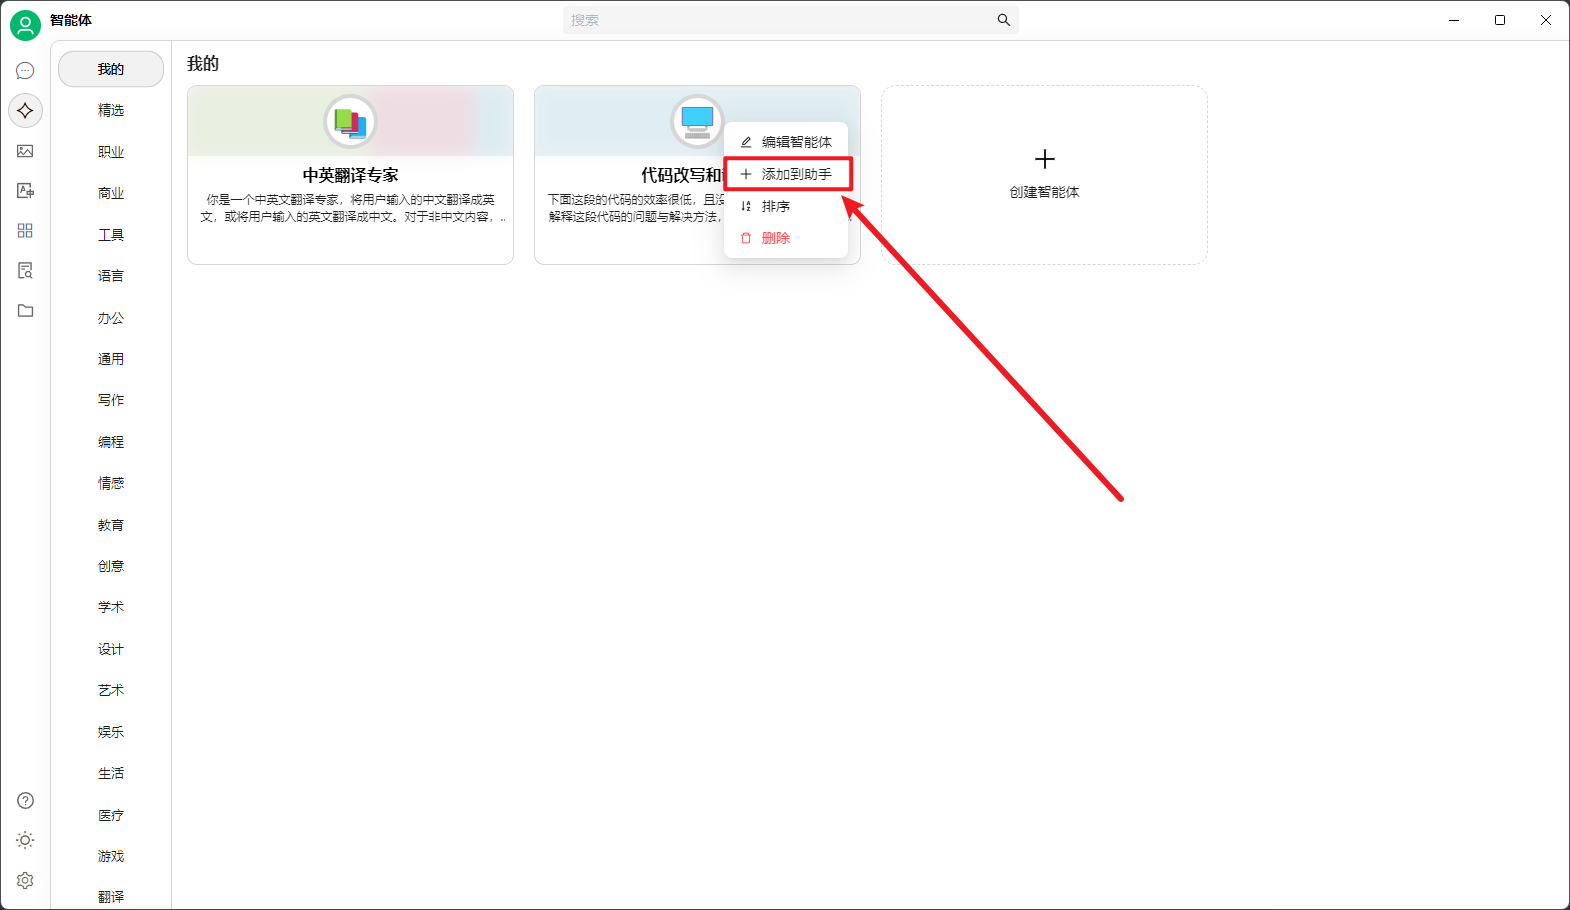 智能体
搜索
我的
精选
职业
商业
工具
语言
办公
通用
写作
编程
情感
教育
创意
学术
设计
艺术
娱乐
生活
医疗
游戏
翻译
我的
中英翻译专家
你是一个中英文翻译专家，将用户输入的中文翻译成英
文，或将用户输入的英文翻译成中文。对于非中文内容，..
代码改写和
下面这段的代码的效率很低，且没
解释这段代码的问题与解决方法，
编辑智能体
添加到助手
排序
删除
创建智能体